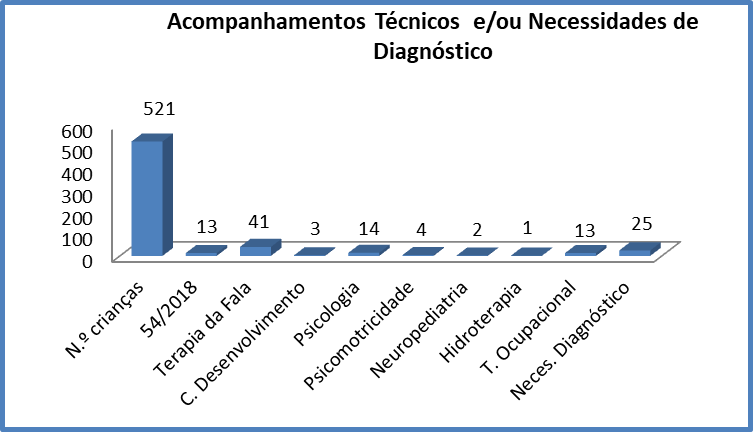 Acompanhamentos Técnicos e/ou Necessidades de
Diagnóstico
521
600
500
400
300
200
100
0
13
41
3
14
4
2
1
13
25
N.º crianças
54/2018
Terapia da Fala
C. Desenvolvimento
Psicologia
Psicomotricidade
Neuropediatria
Hidroterapia
T. Ocupacional
Neces. Diagnóstico